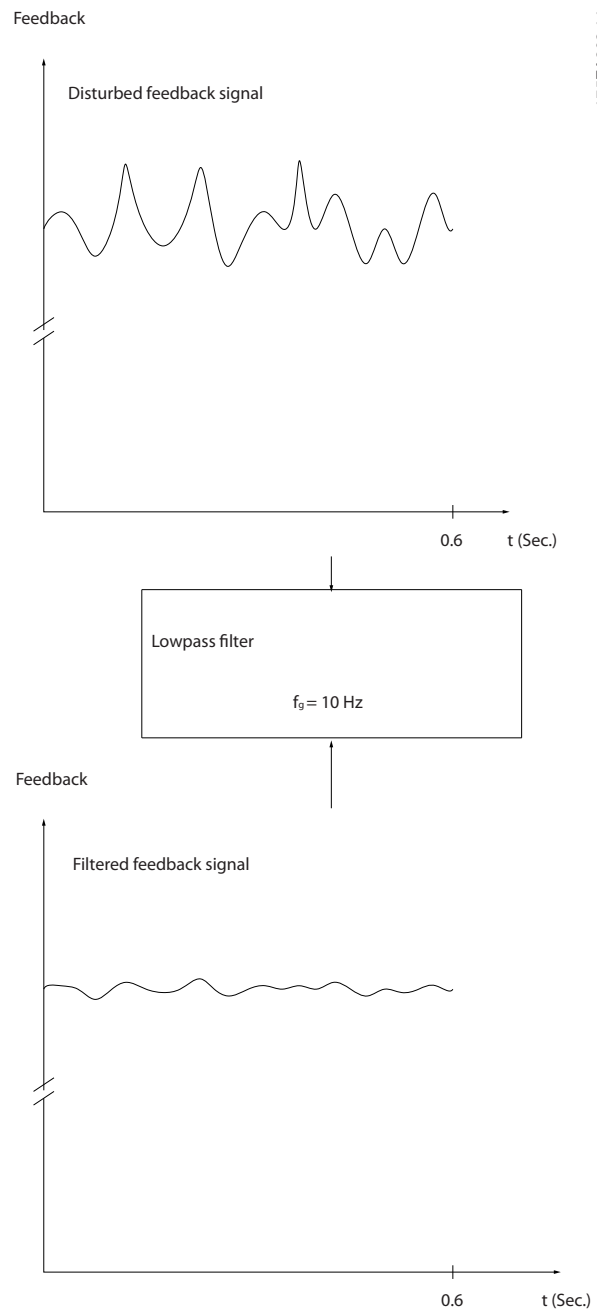 Feedback
Disturbed feedback signal
0.6 t (Sec.)
Lowpass filter
fg = 10 Hz
Feedback
Filtered feedback signal
0.6 t (Sec.)